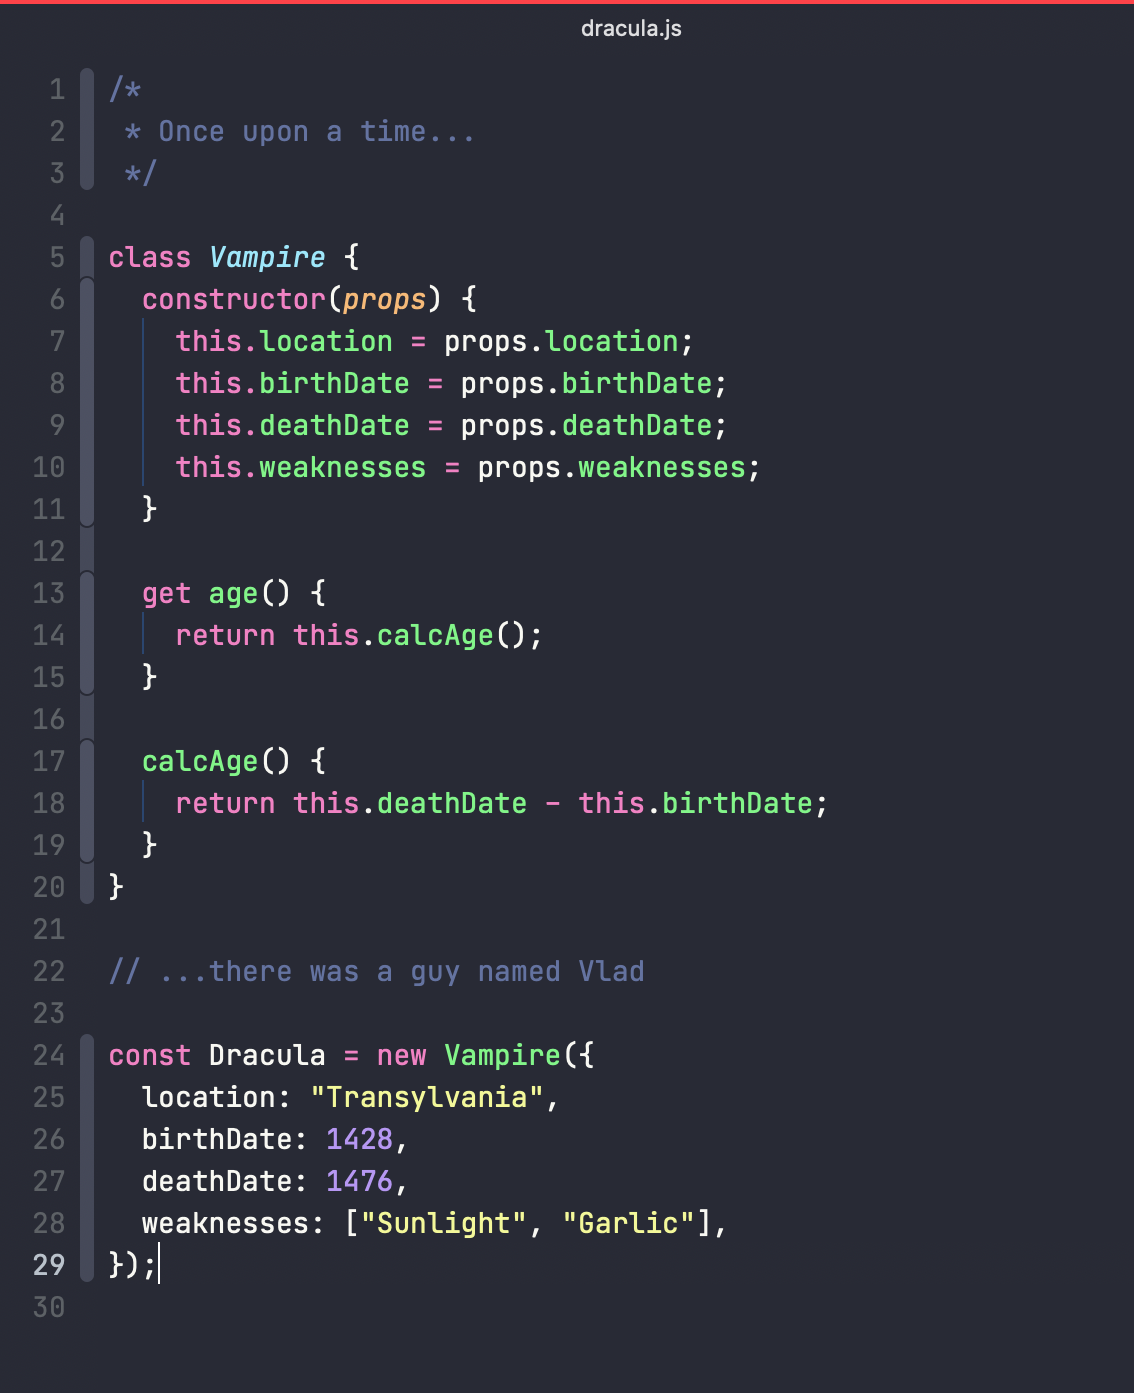 dracula.js
1 /*
2  * Once upon a time...
3  */
4
5 class Vampire {
6   constructor(props) {
7     this.location = props.location;
8     this.birthDate = props.birthDate;
9     this.deathDate = props.deathDate;
10     this.weaknesses = props.weaknesses;
11   }
12
13   get age() {
14     return this.calcAge();
15   }
16
17   calcAge() {
18     return this.deathDate - this.birthDate;
19   }
20 }
21
22 // ...there was a guy named Vlad
23
24 const Dracula = new Vampire({
25   location: "Transylvania",
26   birthDate: 1428,
27   deathDate: 1476,
28   weaknesses: ["Sunlight", "Garlic"],
29 });
30